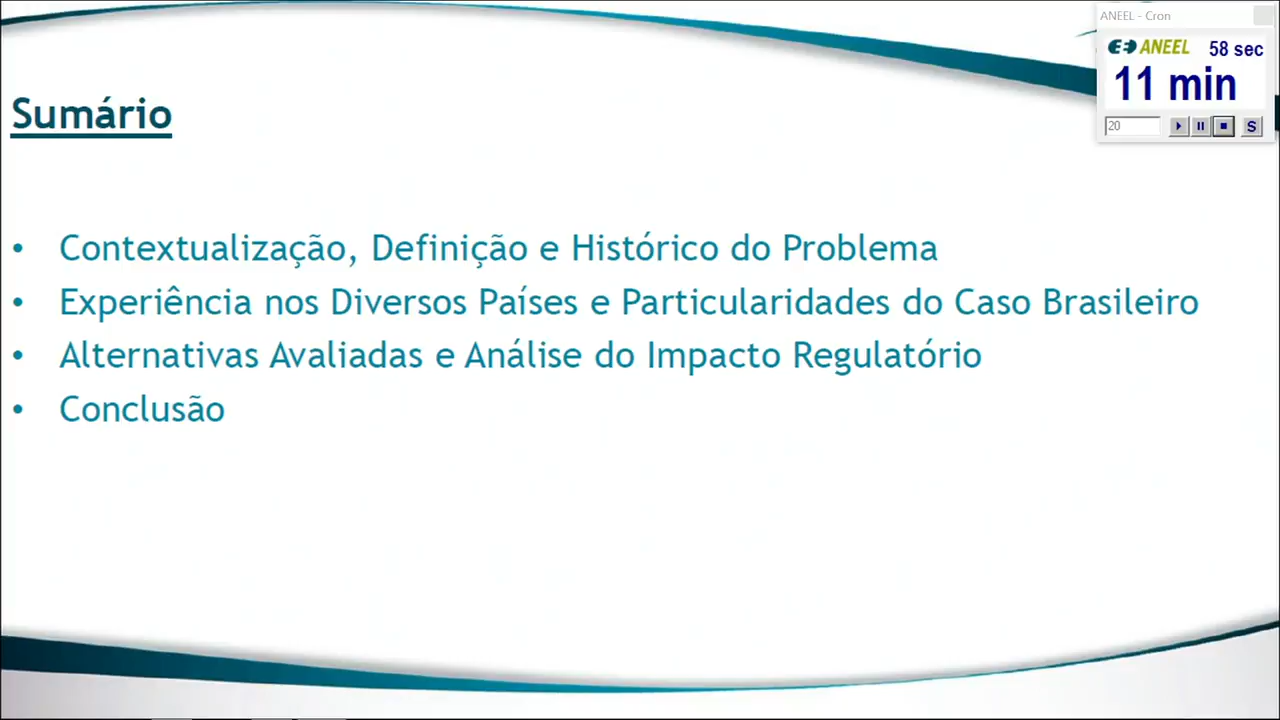 ANEEL - Cron
ANEEL 58 sec
11 min
20
S
Sumário
• Contextualização, Definição e Histórico do Problema
• Experiência nos Diversos Países e Particularidades do Caso Brasileiro
• Alternativas Avaliadas e Análise do Impacto Regulatório
• Conclusão